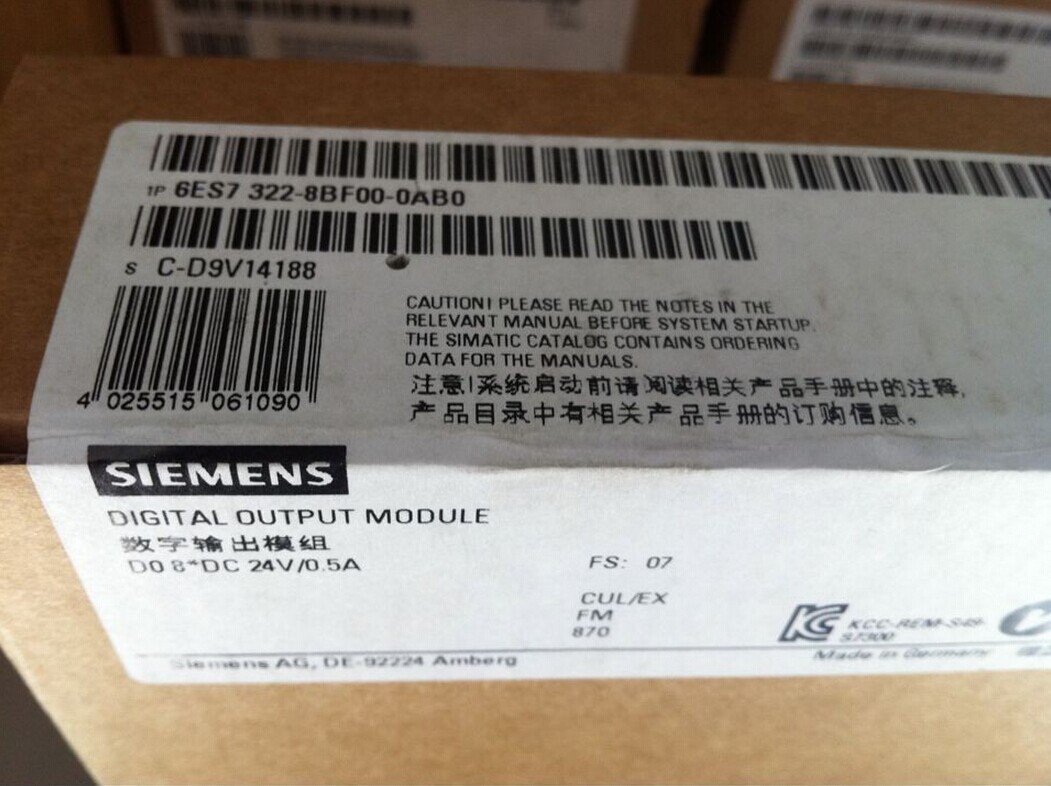 1P 6ES7 322-8BF00-0AB0
S C-D9V14188
CAUTION! PLEASE READ THE NOTES IN THE
RELEVANT MANUAL BEFORE SYSTEM STARTUP.
THE SIMATIC CATALOG CONTAINS ORDERING
DATA FOR THE MANUALS.
注意!系统启动前请阅读相关产品手册中的注释,
产品目录中有相关产品手册的订购信息。
4 025515 061090
SIEMENS
DIGITAL OUTPUT MODULE
数字输出模组
DO 8*DC 24V/0.5A
FS: 07
CUL/EX
FM
870
KCC-REM-S49-
S7300
Siemens AG, DE-92224 Amberg
Made in Germany